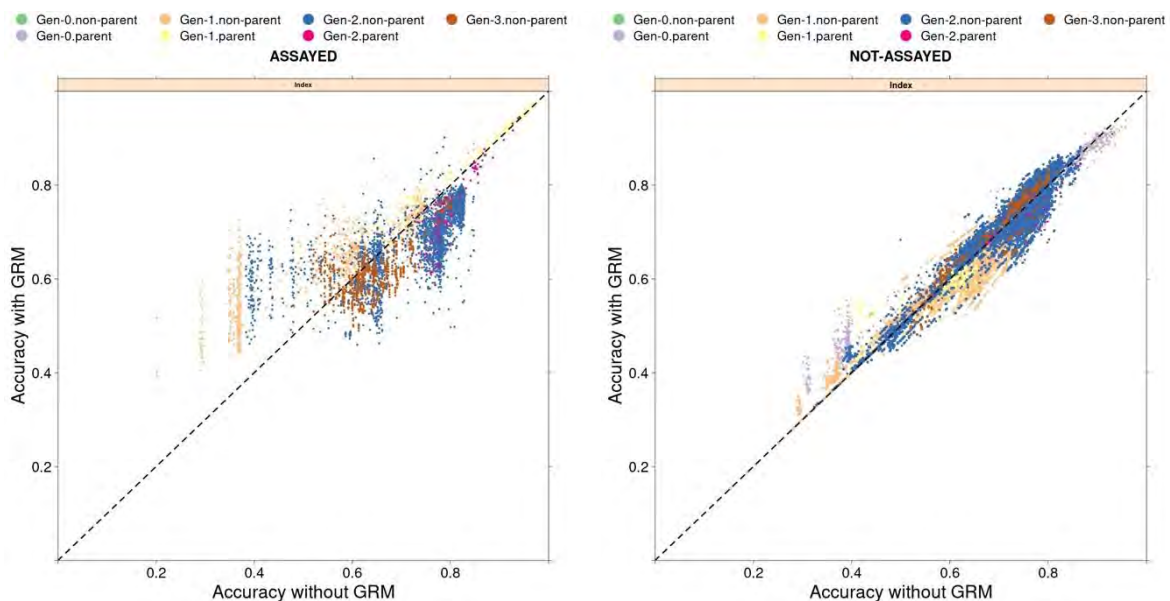 Gen-0.non-parent Gen-1.non-parent Gen-2.non-parent Gen-3.non-parent
Gen-0.parent Gen-1.parent Gen-2.parent
ASSAYED
Index
Accuracy with GRM
0.8
0.6
0.4
0.2
0.2 0.4 0.6 0.8
Accuracy without GRM
Gen-0.non-parent Gen-1.non-parent Gen-2.non-parent Gen-3.non-parent
Gen-0.parent Gen-1.parent Gen-2.parent
NOT-ASSAYED
Index
Accuracy with GRM
0.8
0.6
0.4
0.2
0.2 0.4 0.6 0.8
Accuracy without GRM